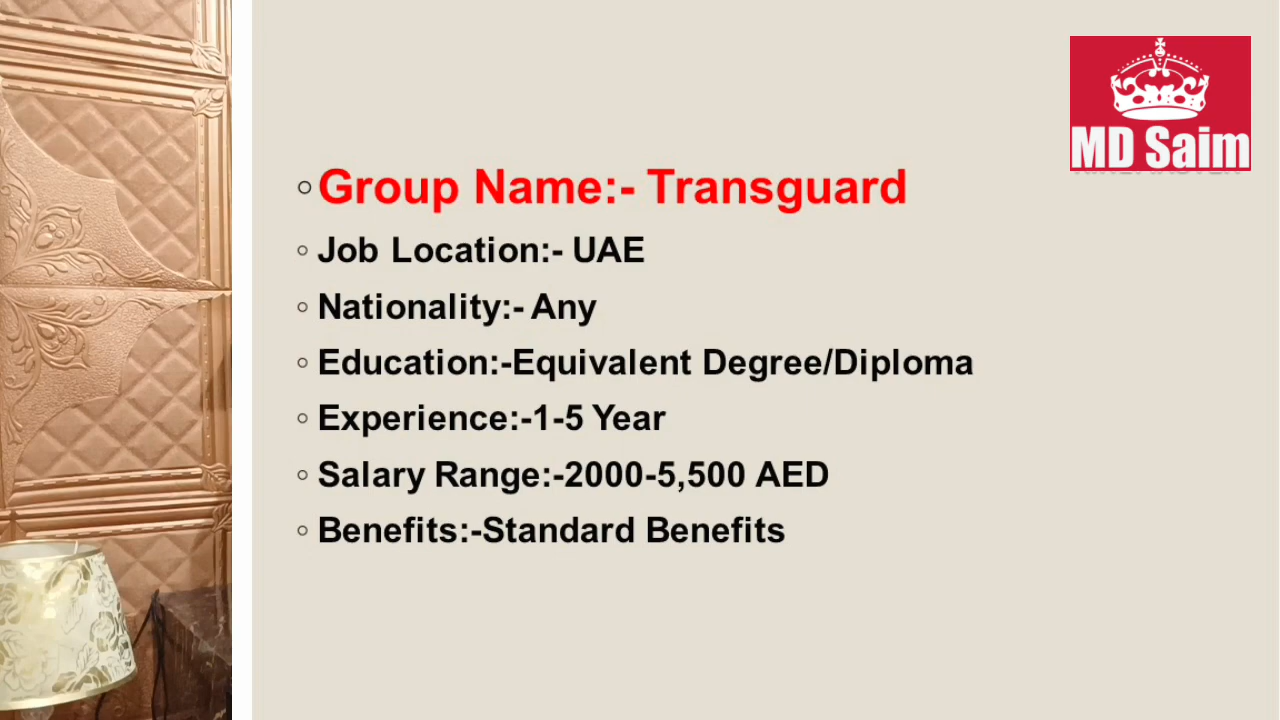 MD Saim
◦Group Name:- Transguard
◦ Job Location:- UAE
◦ Nationality:- Any
◦ Education:-Equivalent Degree/Diploma
◦ Experience:-1-5 Year
◦ Salary Range:-2000-5,500 AED
◦ Benefits:-Standard Benefits